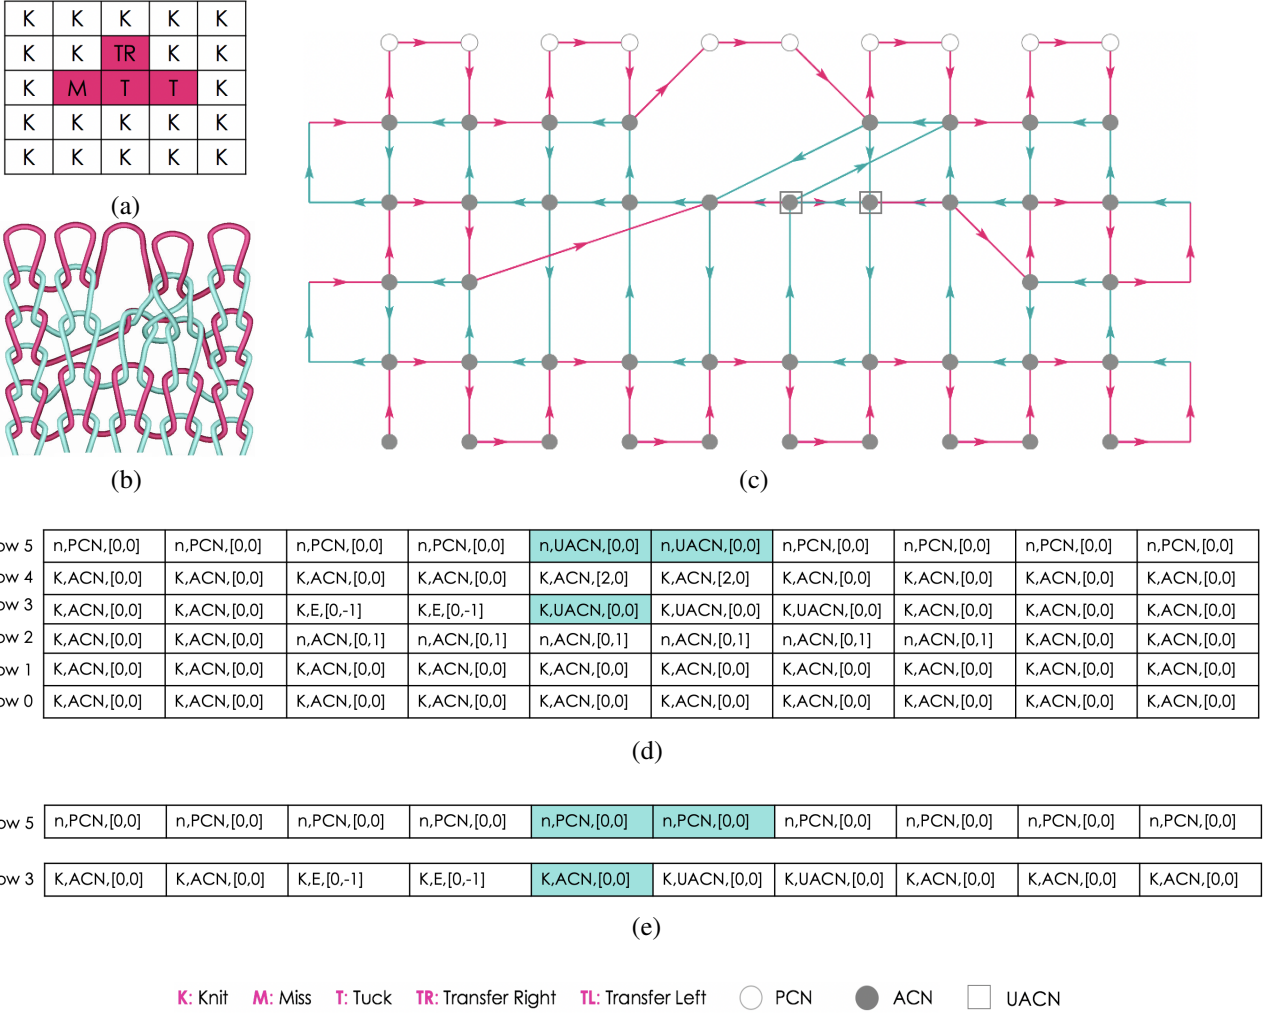 K K K K K
K K TR K K
K M T T K
K K K K K
K K K K K
(a)
(b)
(c)
ow 5 n,PCN,[0,0] n,PCN,[0,0] n,PCN,[0,0] n,PCN,[0,0] n,UACN,[0,0] n,UACN,[0,0] n,PCN,[0,0] n,PCN,[0,0] n,PCN,[0,0] n,PCN,[0,0]
ow 4 K,ACN,[0,0] K,ACN,[0,0] K,ACN,[0,0] K,ACN,[0,0] K,ACN,[2,0] K,ACN,[2,0] K,ACN,[0,0] K,ACN,[0,0] K,ACN,[0,0] K,ACN,[0,0]
ow 3 K,ACN,[0,0] K,ACN,[0,0] K,E,[0,-1] K,E,[0,-1] K,UACN,[0,0] K,UACN,[0,0] K,UACN,[0,0] K,ACN,[0,0] K,ACN,[0,0] K,ACN,[0,0]
ow 2 K,ACN,[0,0] K,ACN,[0,0] n,ACN,[0,1] n,ACN,[0,1] n,ACN,[0,1] n,ACN,[0,1] n,ACN,[0,1] n,ACN,[0,1] K,ACN,[0,0] K,ACN,[0,0]
ow 1 K,ACN,[0,0] K,ACN,[0,0] K,ACN,[0,0] K,ACN,[0,0] K,ACN,[0,0] K,ACN,[0,0] K,ACN,[0,0] K,ACN,[0,0] K,ACN,[0,0] K,ACN,[0,0]
ow 0 K,ACN,[0,0] K,ACN,[0,0] K,ACN,[0,0] K,ACN,[0,0] K,ACN,[0,0] K,ACN,[0,0] K,ACN,[0,0] K,ACN,[0,0] K,ACN,[0,0] K,ACN,[0,0]
(d)
ow 5 n,PCN,[0,0] n,PCN,[0,0] n,PCN,[0,0] n,PCN,[0,0] n,PCN,[0,0] n,PCN,[0,0] n,PCN,[0,0] n,PCN,[0,0] n,PCN,[0,0] n,PCN,[0,0]
ow 3 K,ACN,[0,0] K,ACN,[0,0] K,E,[0,-1] K,E,[0,-1] K,ACN,[0,0] K,UACN,[0,0] K,UACN,[0,0] K,ACN,[0,0] K,ACN,[0,0] K,ACN,[0,0]
(e)
K: Knit M: Miss T: Tuck TR: Transfer Right TL: Transfer Left PCN ACN UACN